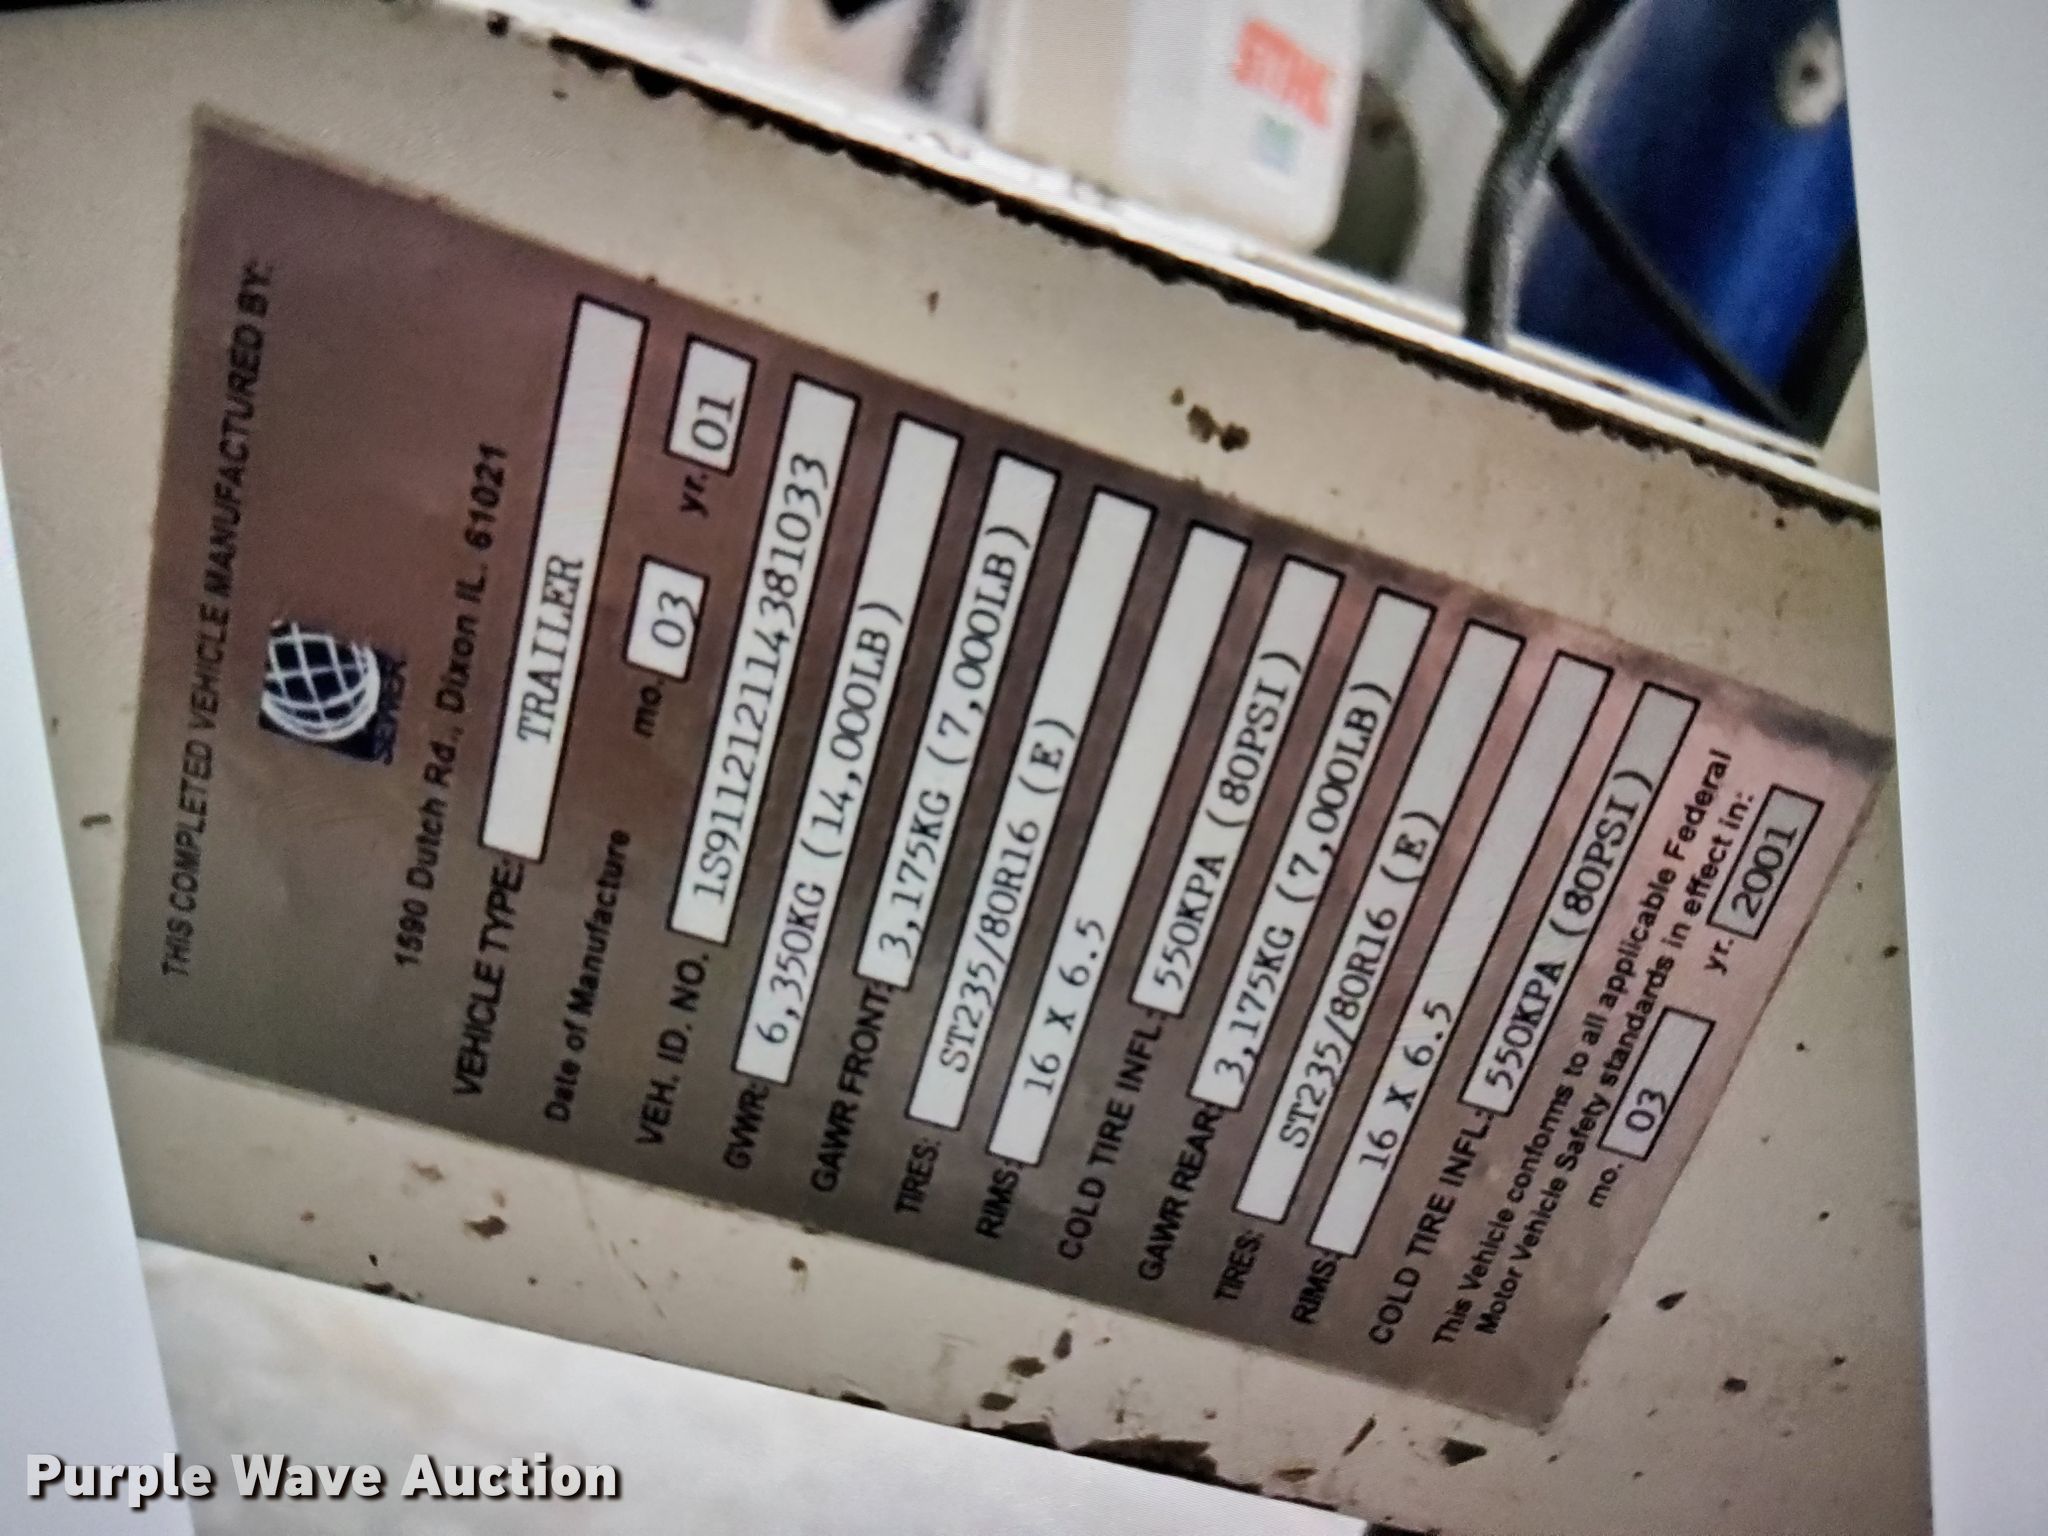 THIS COMPLETED VEHICLE MANUFACTURED BY:
1590 Dutch Rd., Dixon IL. 61021
VEHICLE TYPE: TRAILER
Date of Manufacture mo. 03 yr. 01
VEH. ID. NO. 1S911212114381033
GVWR: 6,350KG (14,000LB)
GAWR FRONT: 3,175KG (7,000LB)
TIRES: ST235/80R16 (E)
RIMS: 16 X 6.5
COLD TIRE INFL.: 550KPA (80PSI)
GAWR REAR: 3,175KG (7,000LB)
TIRES: ST235/80R16 (E)
RIMS: 16 X 6.5
COLD TIRE INFL.: 550KPA (80PSI)
This Vehicle conforms to all applicable Federal
Motor Vehicle Safety standards in effect in:
mo. 03 yr. 2001
Purple Wave Auction